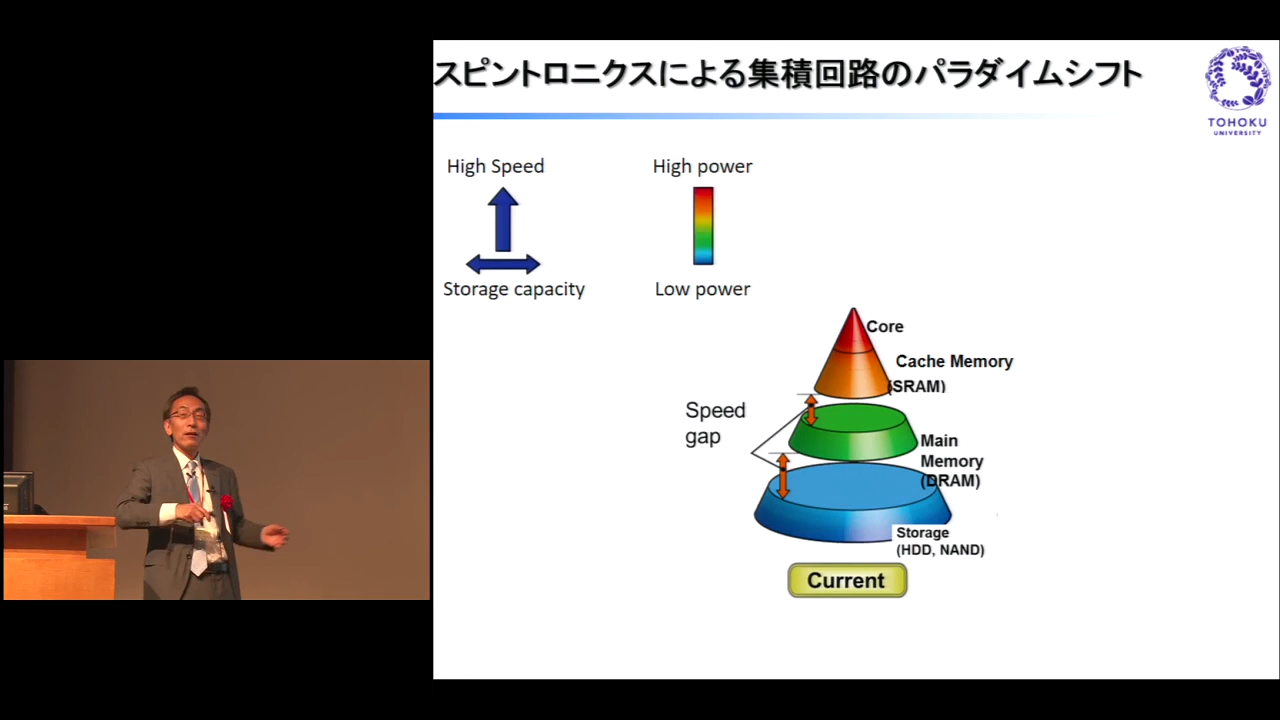 スピントロニクスによる集積回路のパラダイムシフト
TOHOKU
UNIVERSITY
High Speed
High power
Storage capacity
Low power
Core
Cache Memory
(SRAM)
Speed
gap
Main
Memory
(DRAM)
Storage
(HDD, NAND)
Current